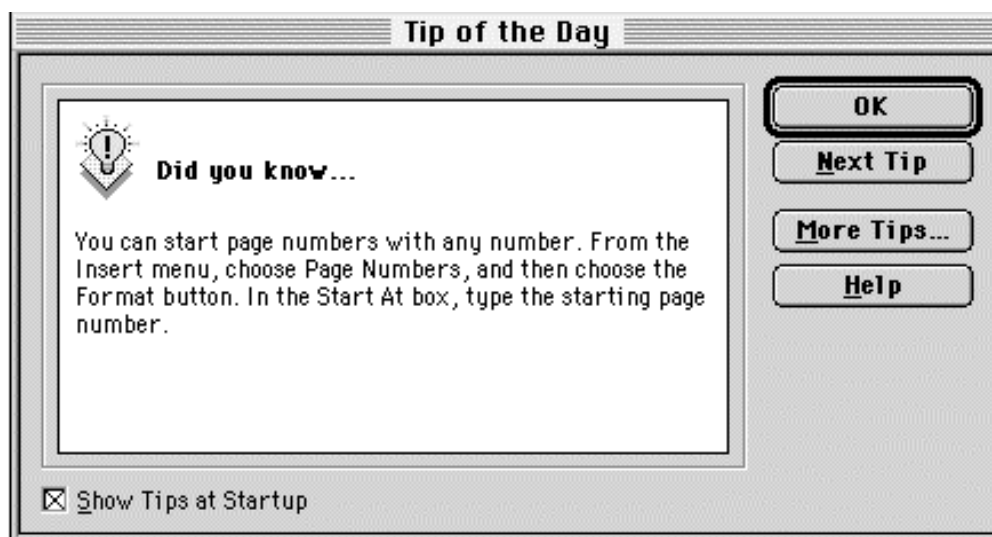 Tip of the Day
Did you know...
You can start page numbers with any number. From the
Insert menu, choose Page Numbers, and then choose the
Format button. In the Start At box, type the starting page
number.
OK
Next Tip
More Tips...
Help
Show Tips at Startup